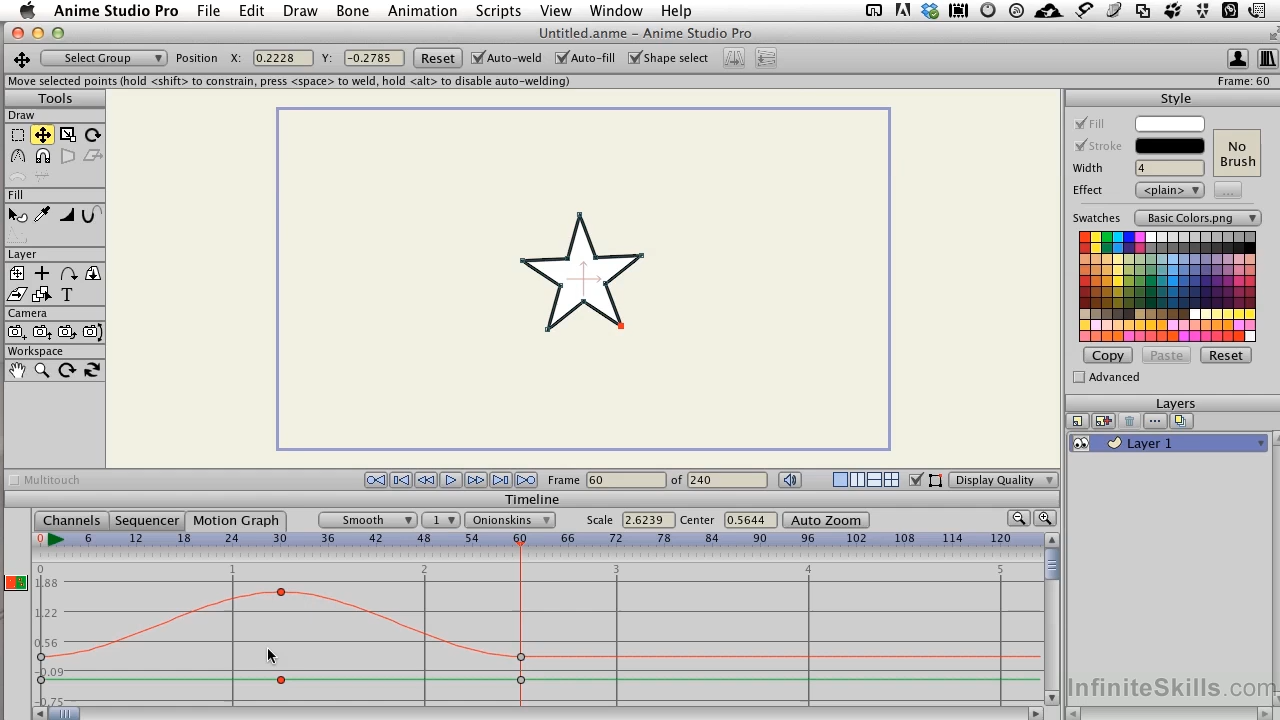 Anime Studio Pro File Edit Draw Bone Animation Scripts View Window Help
Untitled.anme – Anime Studio Pro
Select Group Position X: 0.2228 Y: -0.2785 Reset Auto-weld Auto-fill Shape select
Move selected points (hold <shift> to constrain, press <space> to weld, hold <alt> to disable auto-welding) Frame: 60
Tools
Draw
Fill
Layer
T
Camera
Workspace
Style
Fill
Stroke
No
Brush
Width 4
Effect <plain> ...
Swatches Basic Colors.png
Copy Paste Reset
Advanced
Layers
Layer 1
Multitouch Frame 60 of 240 Display Quality
Timeline
Channels Sequencer Motion Graph Smooth 1 Onionskins Scale 2.6239 Center 0.5644 Auto Zoom
0 6 12 18 24 30 36 42 48 54 60 66 72 78 84 90 96 102 108 114 120
0 1 2 3 4 5
1.88
1.22
0.56
-0.09
-0.75
InfiniteSkills.com